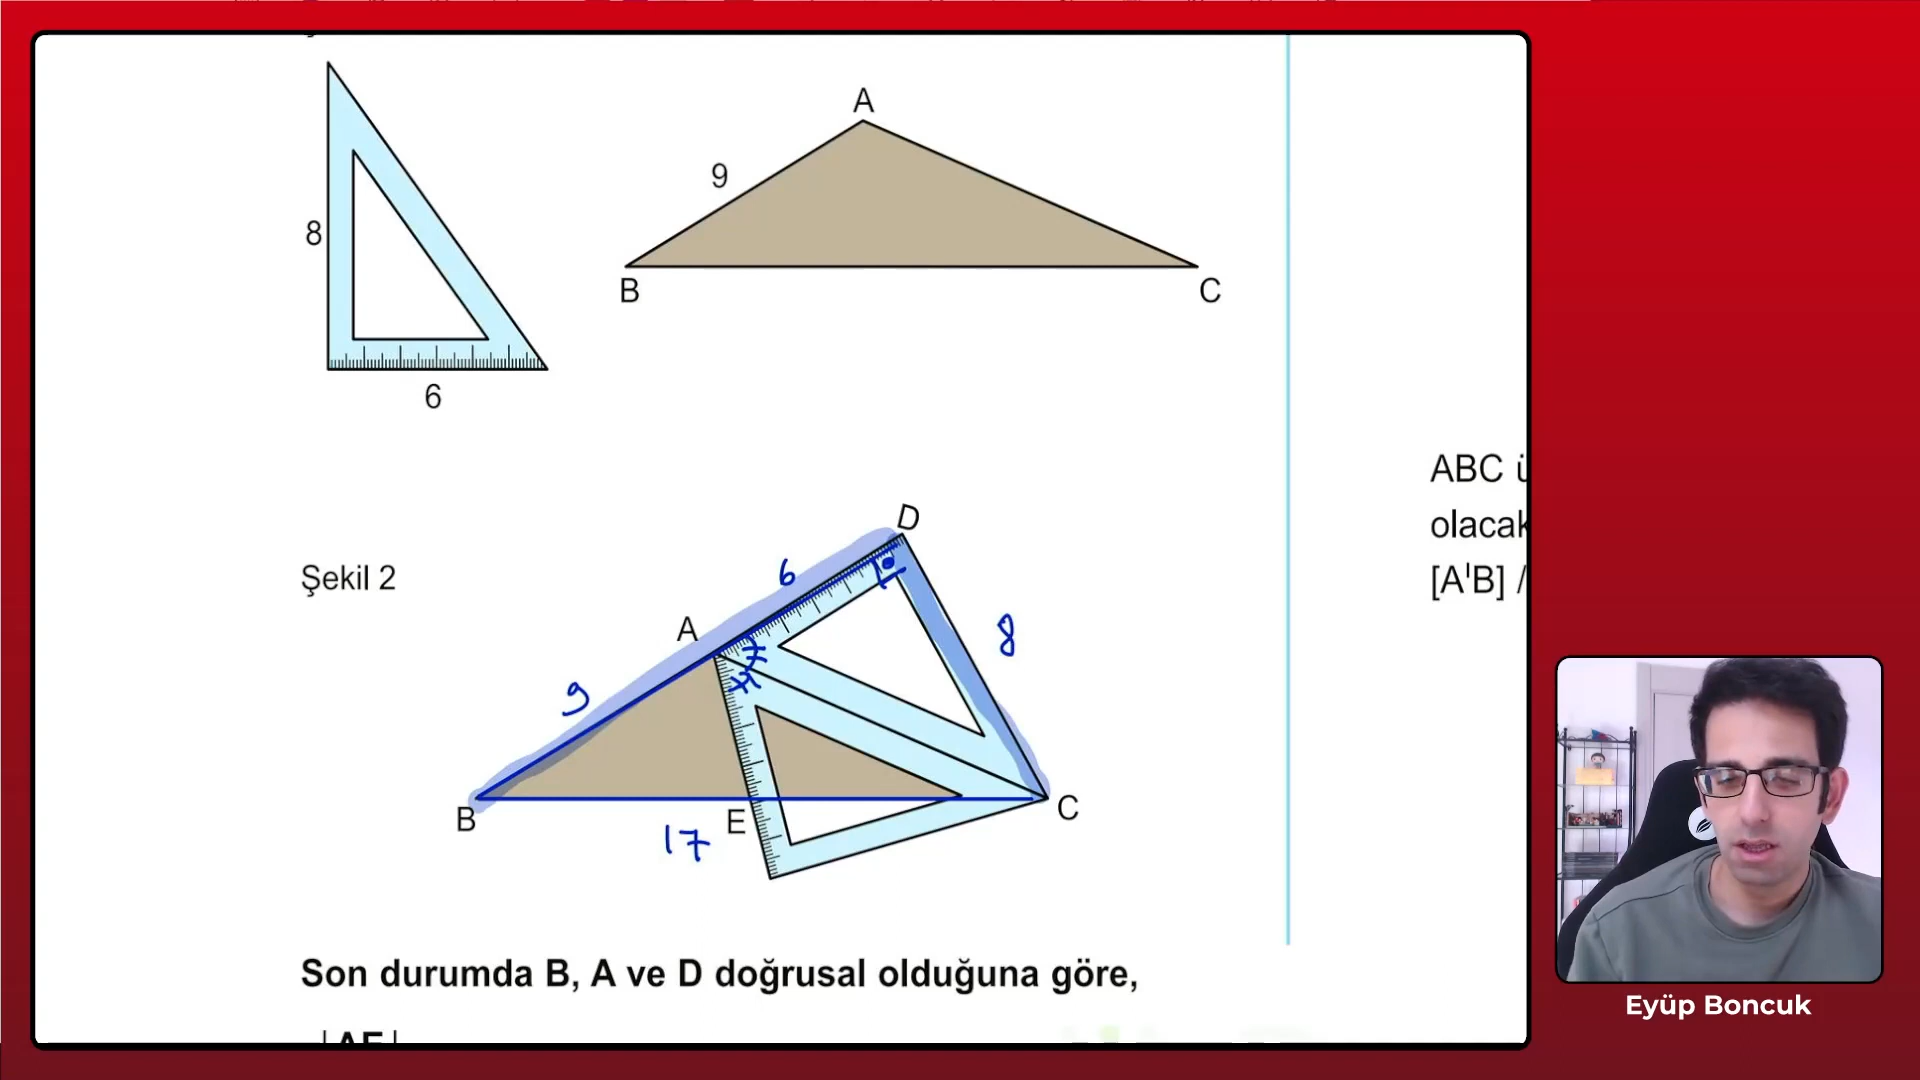 A
9
8
B
C
6
ABC
olacak
[A'B] /
D
Şekil 2
6
A
8
9
B
E
C
17
Son durumda B, A ve D doğrusal olduğuna göre,
Eyüp Boncuk